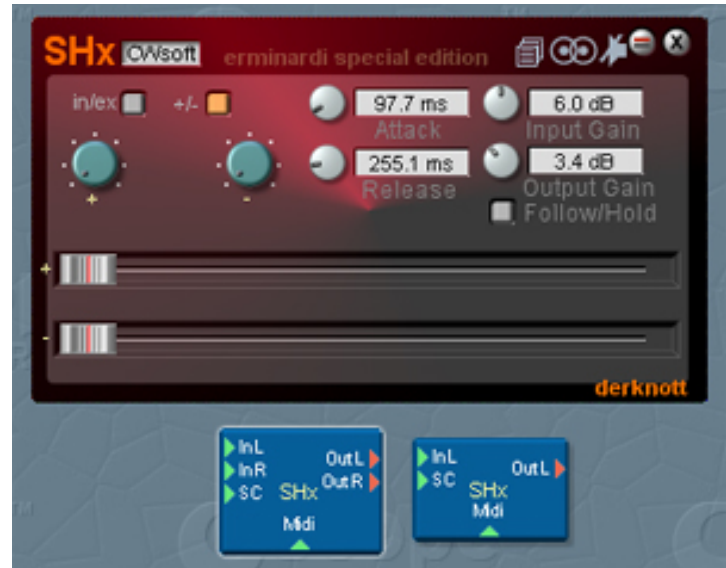 SHx CWsoft erminardi special edition
in/ex +/- 97.7 ms 6.0 dB
Attack Input Gain
255.1 ms 3.4 dB
Release Output Gain
+ - Follow/Hold
+
-
derknott
InL OutL
InR OutR
SC SHx
Midi
InL OutL
SC SHx
Midi